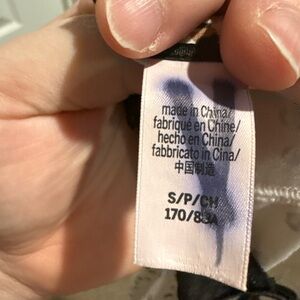 made in China/
fabriqué en Chine/
hecho en China/
fabbricato in Cina/
中国制造
S/P/CH
170/88A